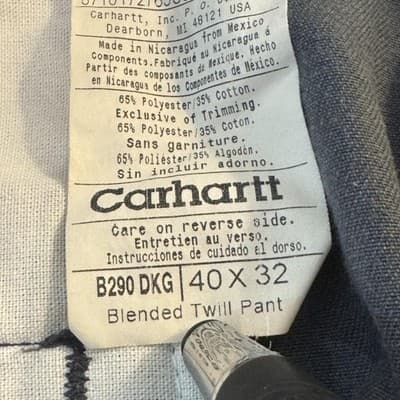 Carhartt, Inc. P. O.
Dearborn, MI 48121 USA
Made in Nicaragua from Mexico
Components.Fabriqué au Nicaragua á
Partir des composants du Mexique. Hecho
en Nicaragua de los Componentes de México.
65% Polyester/35% Cotton.
Exclusive of Trimming.
65% Polyester/35% Coton.
Sans garniture.
65% Poliéster/35% Algodón.
Sin incluir adorno.
Carhartt
Care on reverse side.
Entretien au verso.
Instrucciones de cuidado al dorso.
B290 DKG 40 X 32
Blended Twill Pant